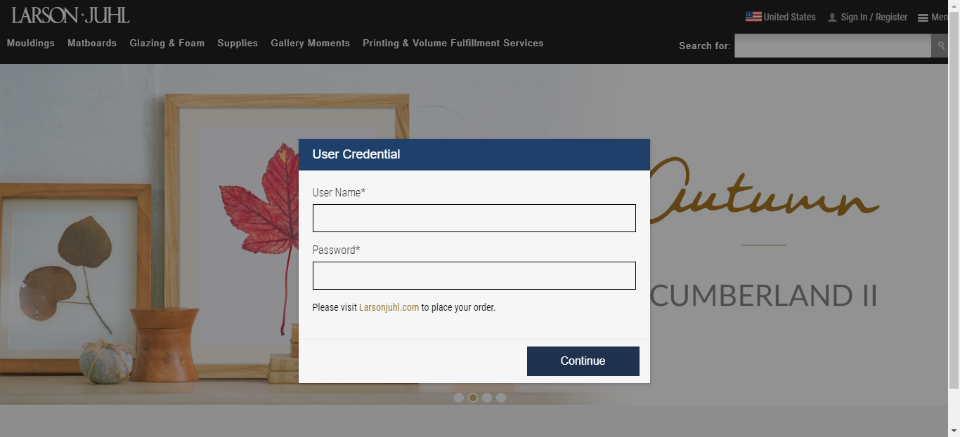 LARSON·JUHL
United States
Sign In / Register
Men
Mouldings Matboards Glazing & Foam Supplies Gallery Moments Printing & Volume Fulfillment Services
Search for:
User Credential
User Name*
Password*
Please visit Larsonjuhl.com to place your order.
Continue
Autumn
CUMBERLAND II